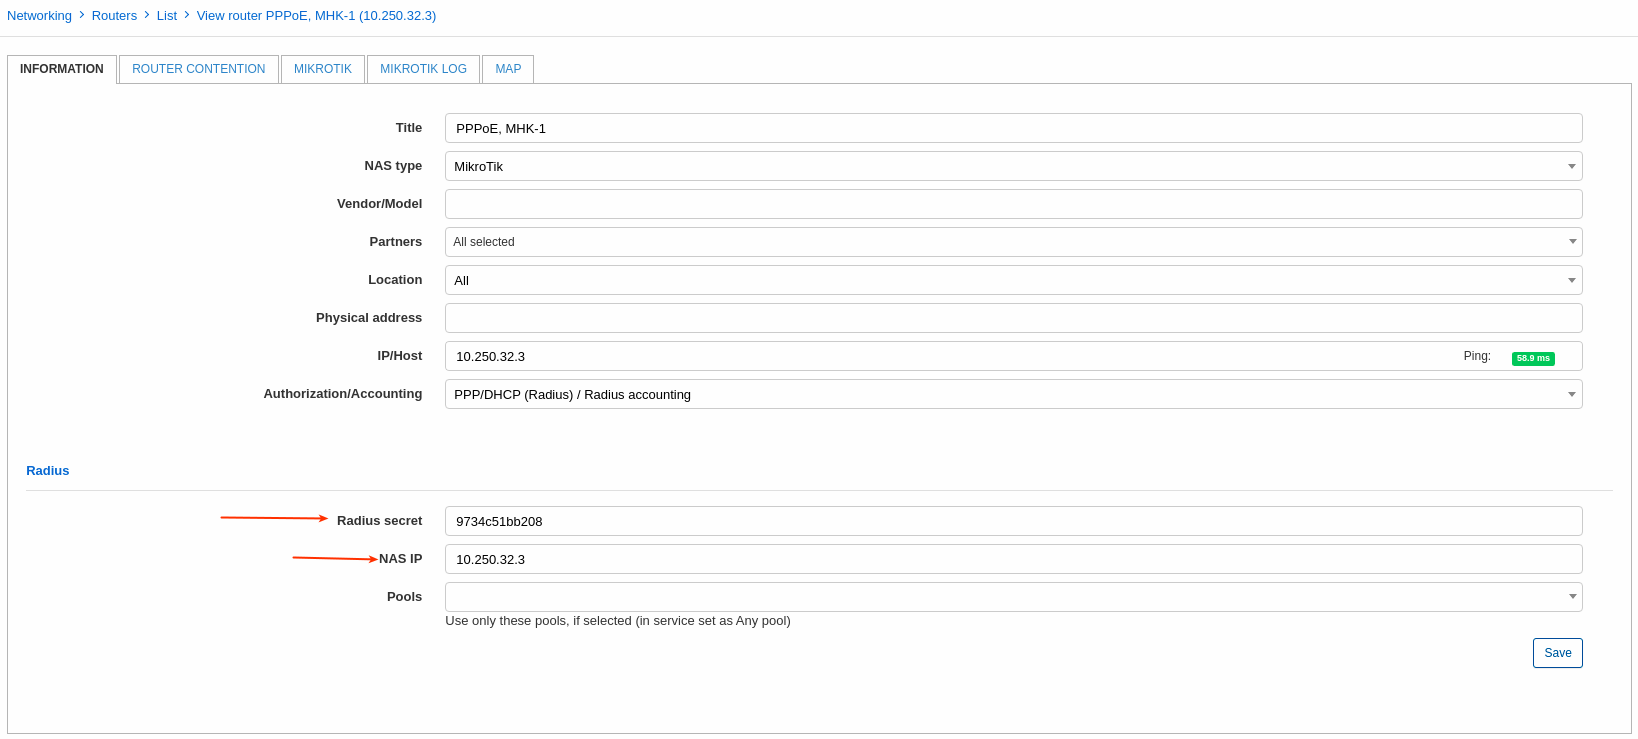 Networking > Routers > List > View router PPPoE, MHK-1 (10.250.32.3)
INFORMATION ROUTER CONTENTION MIKROTIK MIKROTIK LOG MAP
Title PPPoE, MHK-1
NAS type MikroTik
Vendor/Model
Partners All selected
Location All
Physical address
IP/Host 10.250.32.3 Ping: 58.9 ms
Authorization/Accounting PPP/DHCP (Radius) / Radius accounting
Radius
Radius secret 9734c51bb208
NAS IP 10.250.32.3
Pools
Use only these pools, if selected (in service set as Any pool)
Save